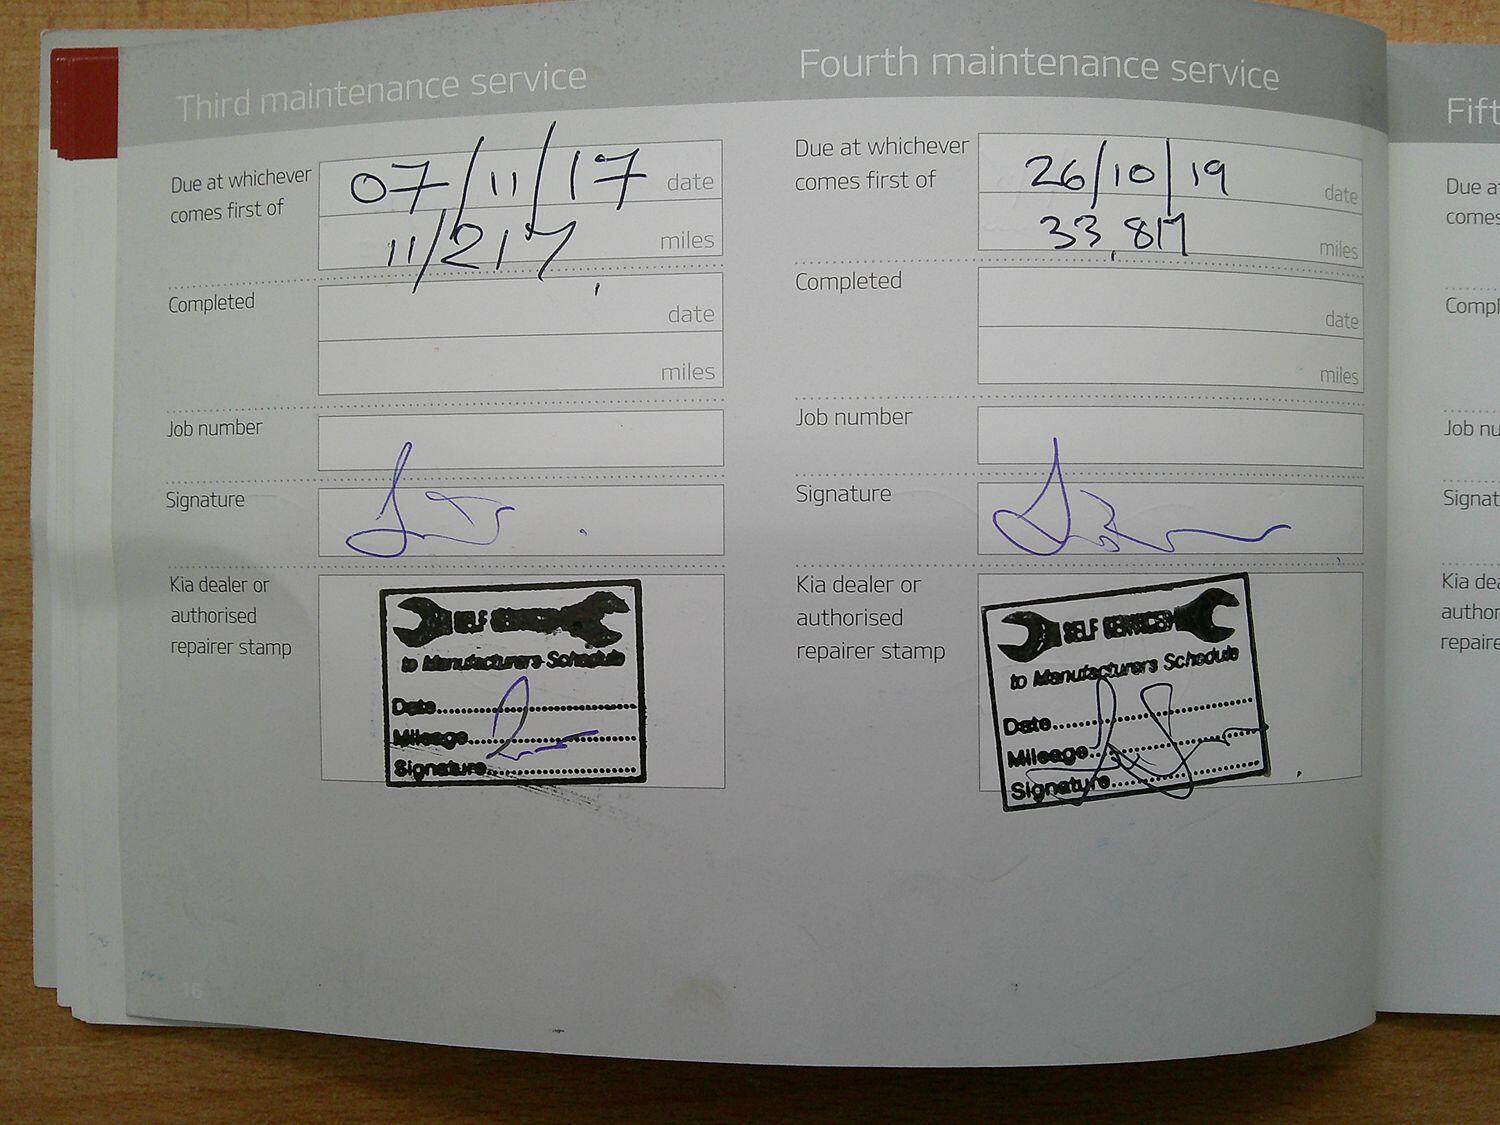 Third maintenance service
Due at whichever
comes first of
07/11/17 date
11/217 miles
Completed
date
miles
Job number
Signature
Kia dealer or
authorised
repairer stamp
SELF SERVICE
to Manufacturers Schedule
Date
Mileage
Signature
16
Fourth maintenance service
Due at whichever
comes first of
26/10/19 date
33,817 miles
Completed
date
miles
Job number
Signature
Kia dealer or
authorised
repairer stamp
SELF SERVICE
to Manufacturers Schedule
Date
Mileage
Signature
Fift
Due at
comes
Compl
Job nu
Signat
Kia dea
author
repaire